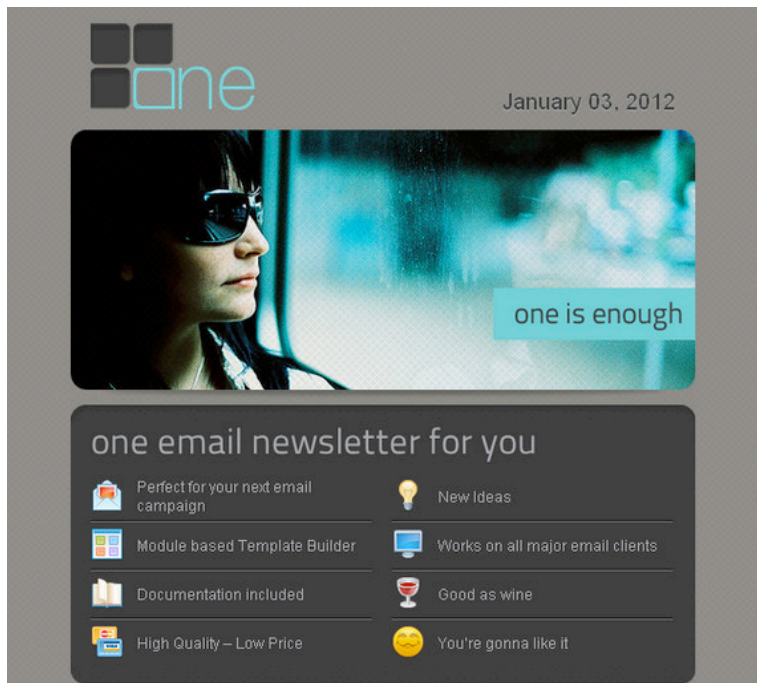 one
January 03, 2012
one is enough
one email newsletter for you
Perfect for your next email
campaign
New Ideas
Module based Template Builder
Works on all major email clients
Documentation included
Good as wine
High Quality – Low Price
You're gonna like it